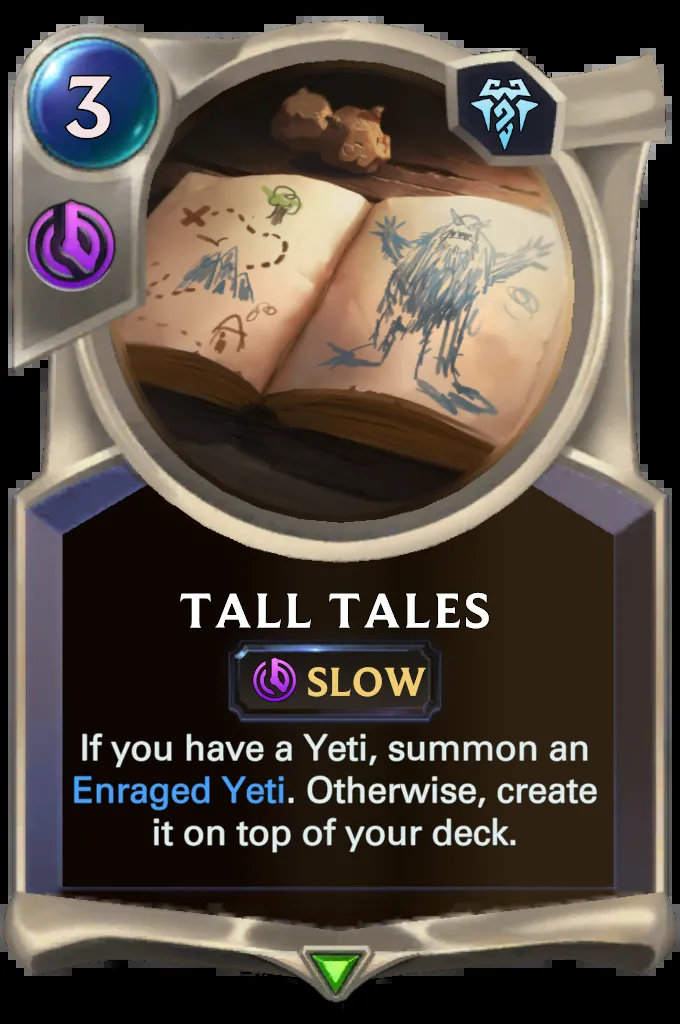 3
TALL TALES
SLOW
If you have a Yeti, summon an
Enraged Yeti. Otherwise, create
it on top of your deck.